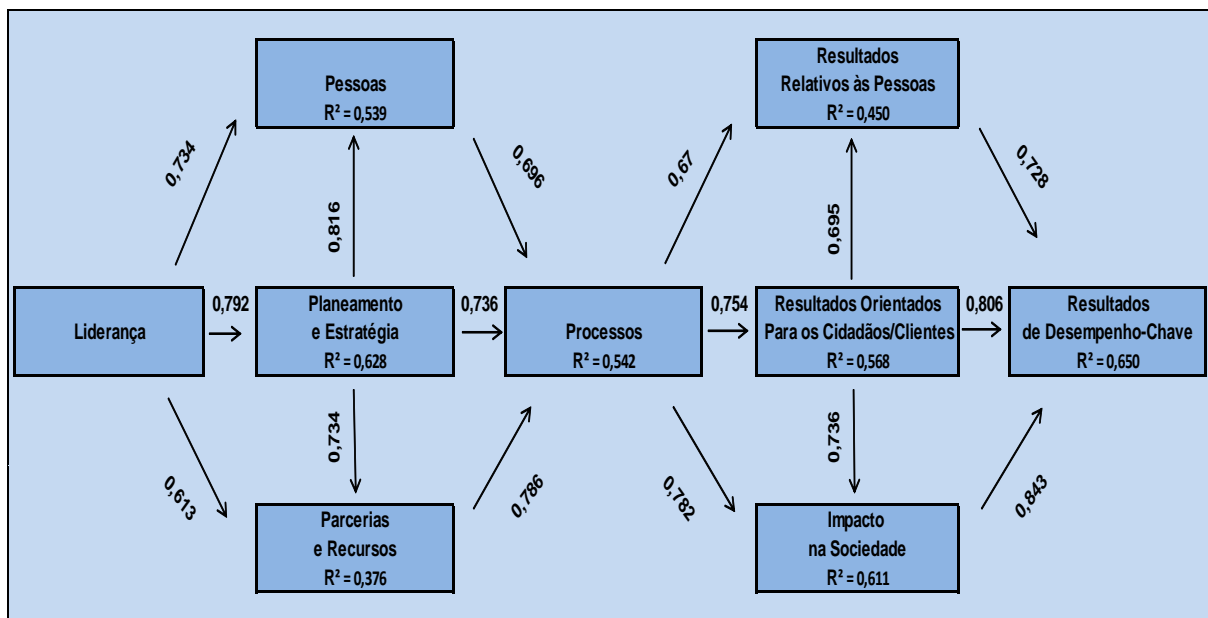 Pessoas
R² = 0,539
Resultados
Relativos às Pessoas
R² = 0,450
0,734
0,816
0,696
0,67
0,695
0,728
Liderança
0,792
Planeamento
e Estratégia
R² = 0,628
0,736
Processos
R² = 0,542
0,754
Resultados Orientados
Para os Cidadãos/Clientes
R² = 0,568
0,806
Resultados
de Desempenho-Chave
R² = 0,650
0,613
0,734
0,786
0,782
0,736
0,843
Parcerias
e Recursos
R² = 0,376
Impacto
na Sociedade
R² = 0,611